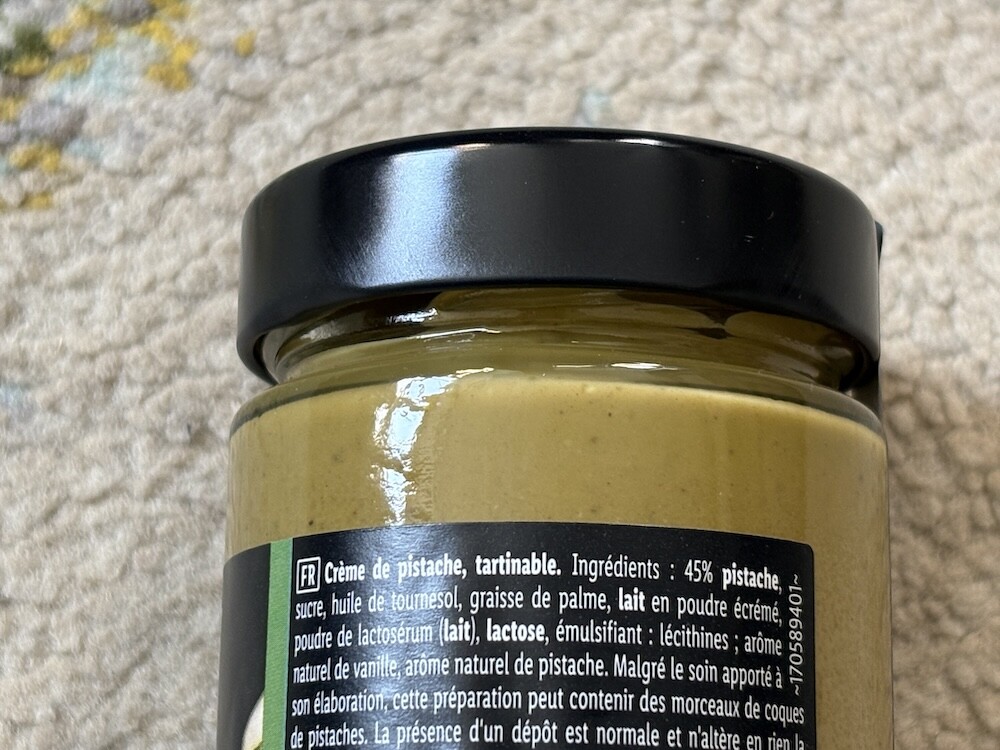 FR Crème de pistache, tartinable. Ingrédients : 45% pistache,
sucre, huile de tournesol, graisse de palme, lait en poudre écrémé,
poudre de lactosérum (lait), lactose, émulsifiant : lécithines ; arôme
naturel de vanille, arôme naturel de pistache. Malgré le soin apporté à
son élaboration, cette préparation peut contenir des morceaux de coques
de pistaches. La présence d'un dépôt est normale et n'altère en rien la
~170589401~